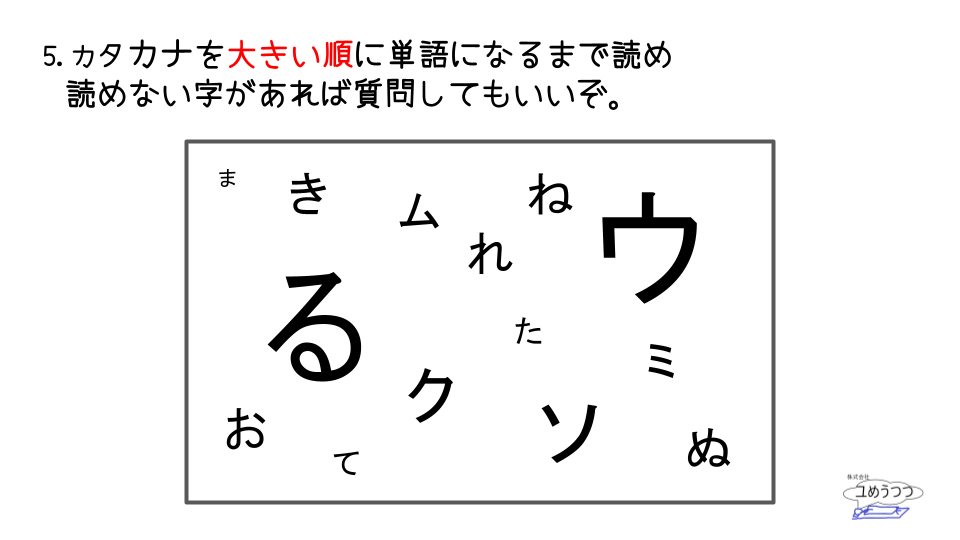 5. カタカナを大きい順に単語になるまで読め
読めない字があれば質問してもいいぞ。
ま
き
ム
ね
れ
ウ
る
た
ミ
ク
ソ
お
て
ぬ
株式会社
ユめうつつ